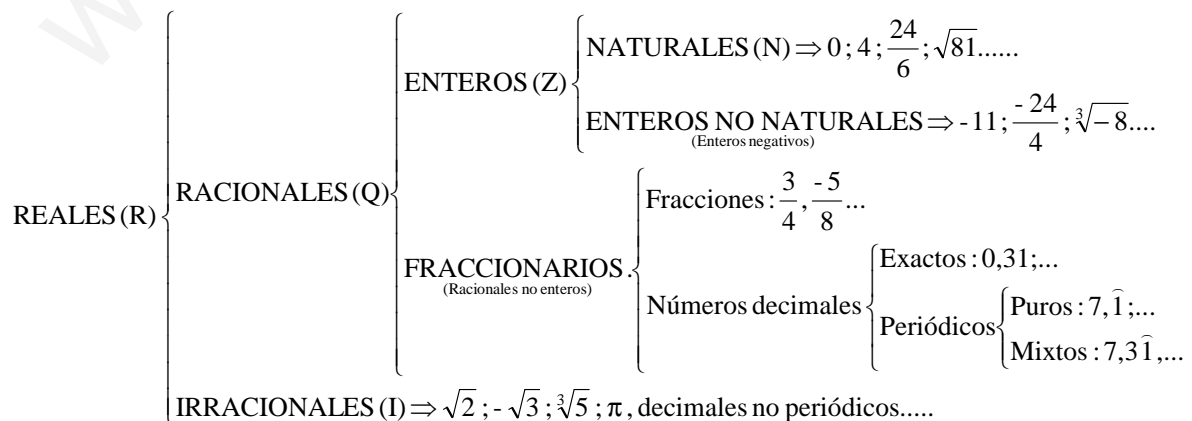 NATURALES (N) ⇒ 0 ; 4 ; 24/6 ; √81......
ENTEROS (Z)
ENTEROS NO NATURALES ⇒ - 11 ; - 24/4 ; ∛−8....
(Enteros negativos)
REALES (R)
RACIONALES (Q)
Fracciones : 3/4 , - 5/8 ...
FRACCIONARIOS .
(Racionales no enteros)
Números decimales
Exactos : 0,31;...
Periódicos
Puros : 7,1̑ ;...
Mixtos : 7,31̑ ,...
IRRACIONALES (I) ⇒ √2 ; - √3 ; ∛5 ; π , decimales no periódicos.....